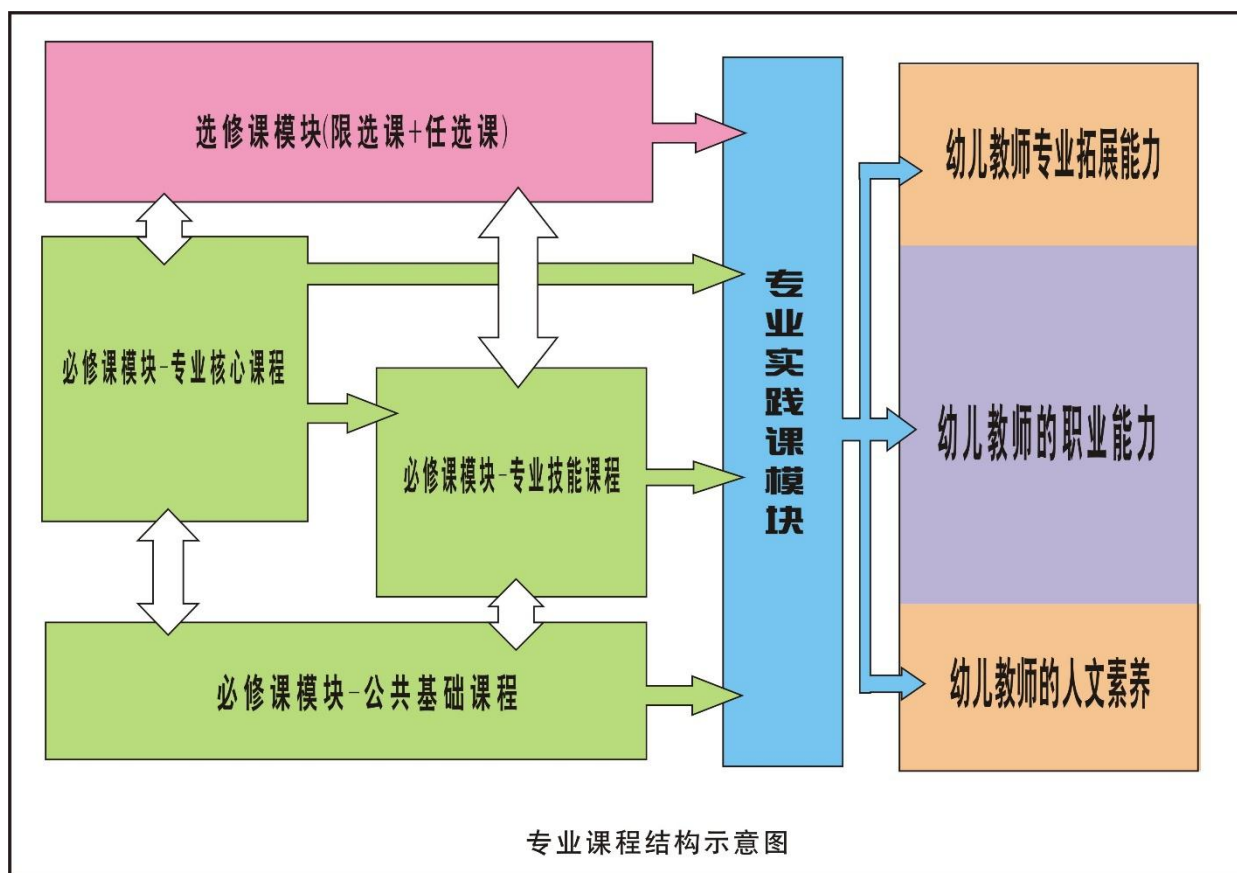 选修课模块(限选课+任选课)
幼儿教师专业拓展能力
必修课模块-专业核心课程
专业实践课模块
幼儿教师的职业能力
必修课模块-专业技能课程
必修课模块-公共基础课程
幼儿教师的人文素养
专业课程结构示意图